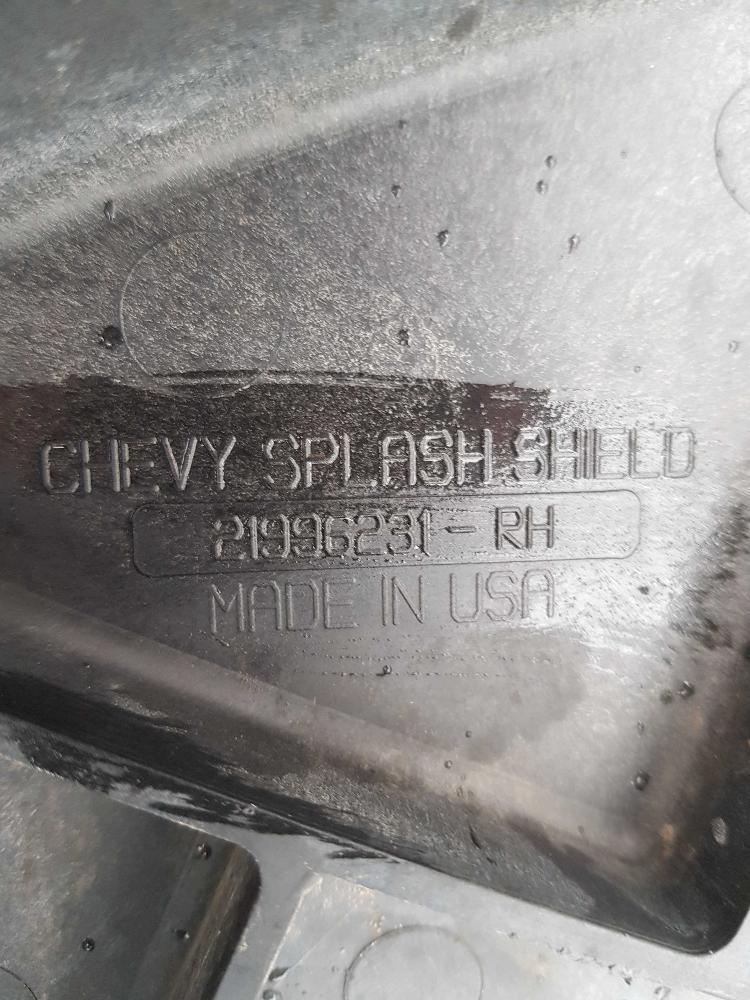 CHEVY SPLASH SHIELD
21996231-RH
MADE IN USA